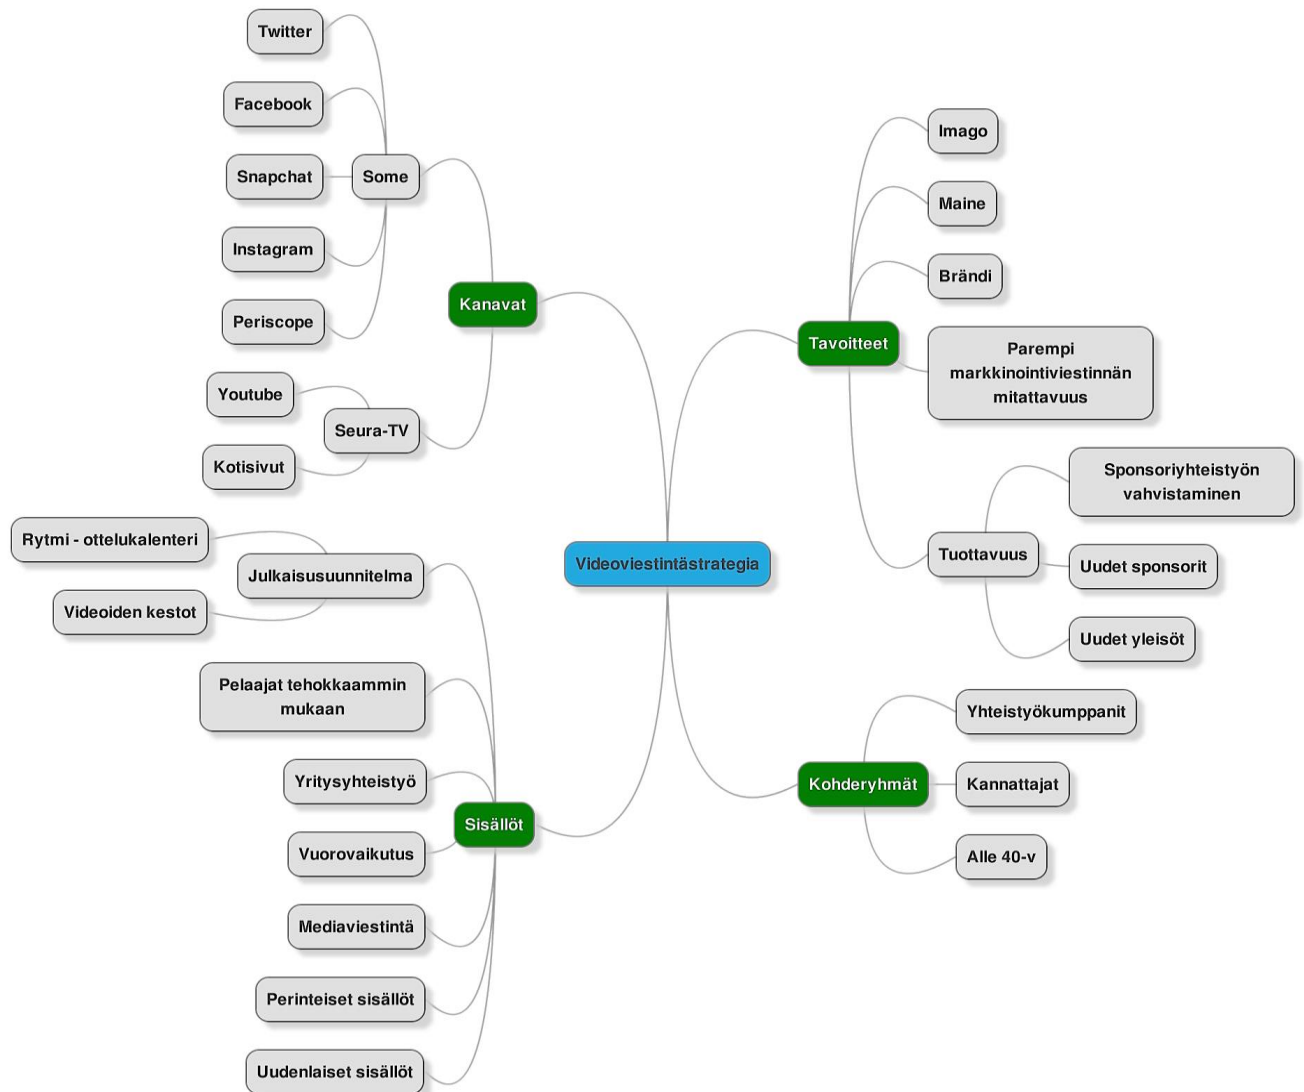 Twitter
Facebook
Snapchat
Instagram
Periscope
Some
Youtube
Kotisivut
Seura-TV
Kanavat
Rytmi - ottelukalenteri
Videoiden kestot
Julkaisusuunnitelma
Pelaajat tehokkaammin
mukaan
Yritysyhteistyö
Vuorovaikutus
Mediaviestintä
Perinteiset sisällöt
Uudenlaiset sisällöt
Sisällöt
Videoviestintästrategia
Tavoitteet
Imago
Maine
Brändi
Parempi
markkinointiviestinnän
mitattavuus
Tuottavuus
Sponsoriyhteistyön
vahvistaminen
Uudet sponsorit
Uudet yleisöt
Kohderyhmät
Yhteistyökumppanit
Kannattajat
Alle 40-v